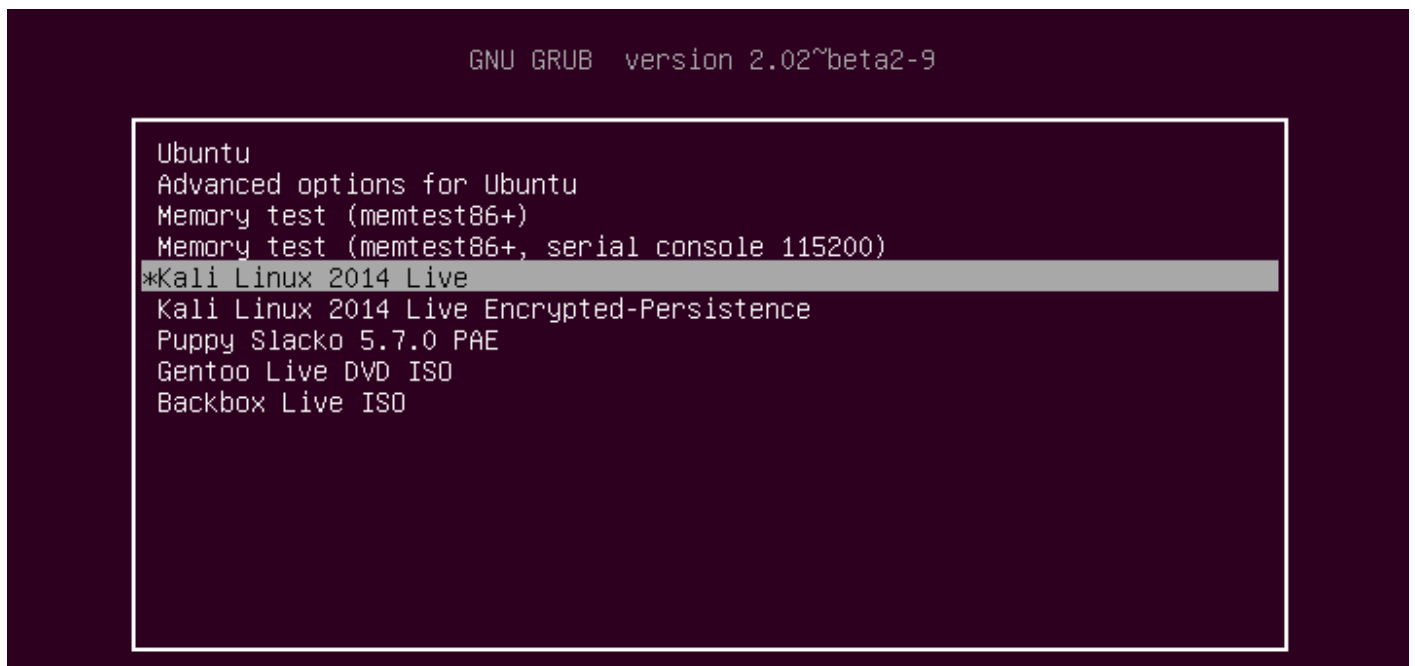 GNU GRUB  version 2.02~beta2-9
Ubuntu
Advanced options for Ubuntu
Memory test (memtest86+)
Memory test (memtest86+, serial console 115200)
*Kali Linux 2014 Live
Kali Linux 2014 Live Encrypted-Persistence
Puppy Slacko 5.7.0 PAE
Gentoo Live DVD ISO
Backbox Live ISO